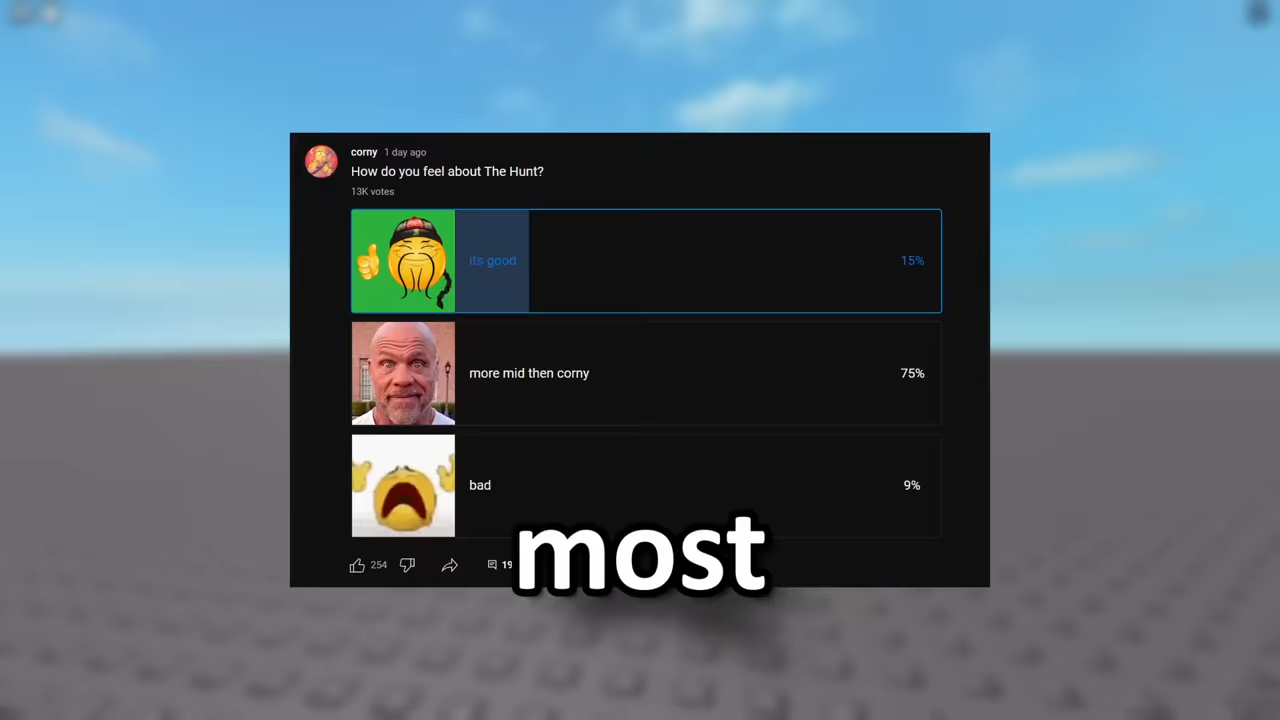 corny 1 day ago
How do you feel about The Hunt?
13K votes
its good 15%
more mid then corny 75%
bad 9%
254 19
most